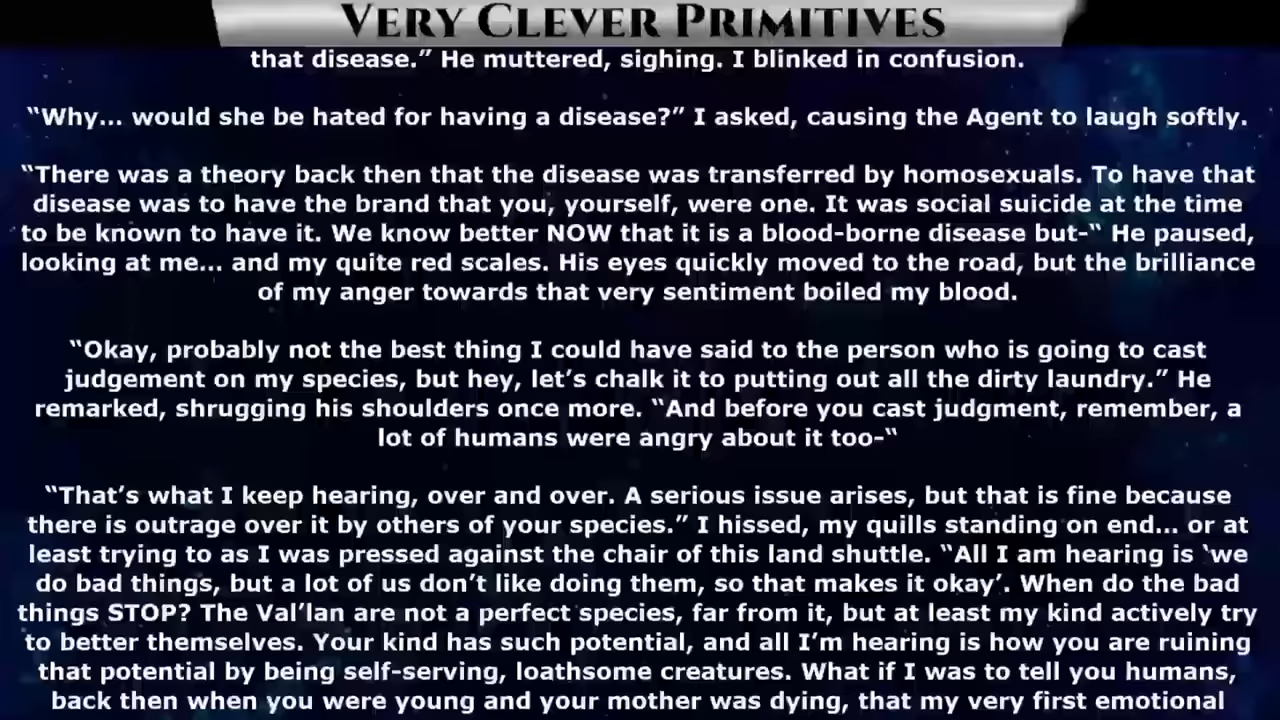 VERY CLEVER PRIMITIVES
that disease.” He muttered, sighing. I blinked in confusion.
“Why... would she be hated for having a disease?” I asked, causing the Agent to laugh softly.
“There was a theory back then that the disease was transferred by homosexuals. To have that
disease was to have the brand that you, yourself, were one. It was social suicide at the time
to be known to have it. We know better NOW that it is a blood-borne disease but-“ He paused,
looking at me... and my quite red scales. His eyes quickly moved to the road, but the brilliance
of my anger towards that very sentiment boiled my blood.
“Okay, probably not the best thing I could have said to the person who is going to cast
judgement on my species, but hey, let’s chalk it to putting out all the dirty laundry.” He
remarked, shrugging his shoulders once more. “And before you cast judgment, remember, a
lot of humans were angry about it too-“
“That’s what I keep hearing, over and over. A serious issue arises, but that is fine because
there is outrage over it by others of your species.” I hissed, my quills standing on end... or at
least trying to as I was pressed against the chair of this land shuttle. “All I am hearing is ‘we
do bad things, but a lot of us don’t like doing them, so that makes it okay’. When do the bad
things STOP? The Val’lan are not a perfect species, far from it, but at least my kind actively try
to better themselves. Your kind has such potential, and all I’m hearing is how you are ruining
that potential by being self-serving, loathsome creatures. What if I was to tell you humans,
back then when you were young and your mother was dying, that my very first emotional